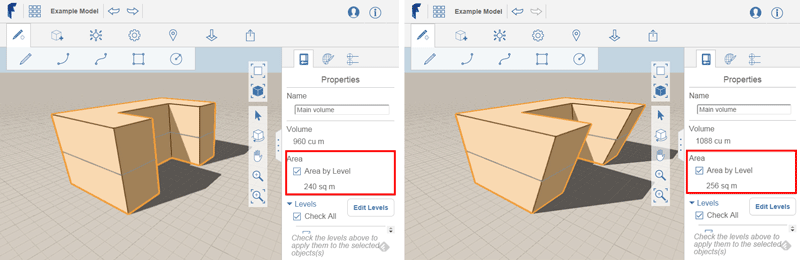 Example Model
Properties
Name
Main volume
Volume
960 cu m
Area
Area by Level
240 sq m
Levels
Edit Levels
Check All
Check the levels above to
apply them to the selected
objects(s)
Example Model
Properties
Name
Main volume
Volume
1088 cu m
Area
Area by Level
256 sq m
Levels
Edit Levels
Check All
Check the levels above to
apply them to the selected
objects(s)